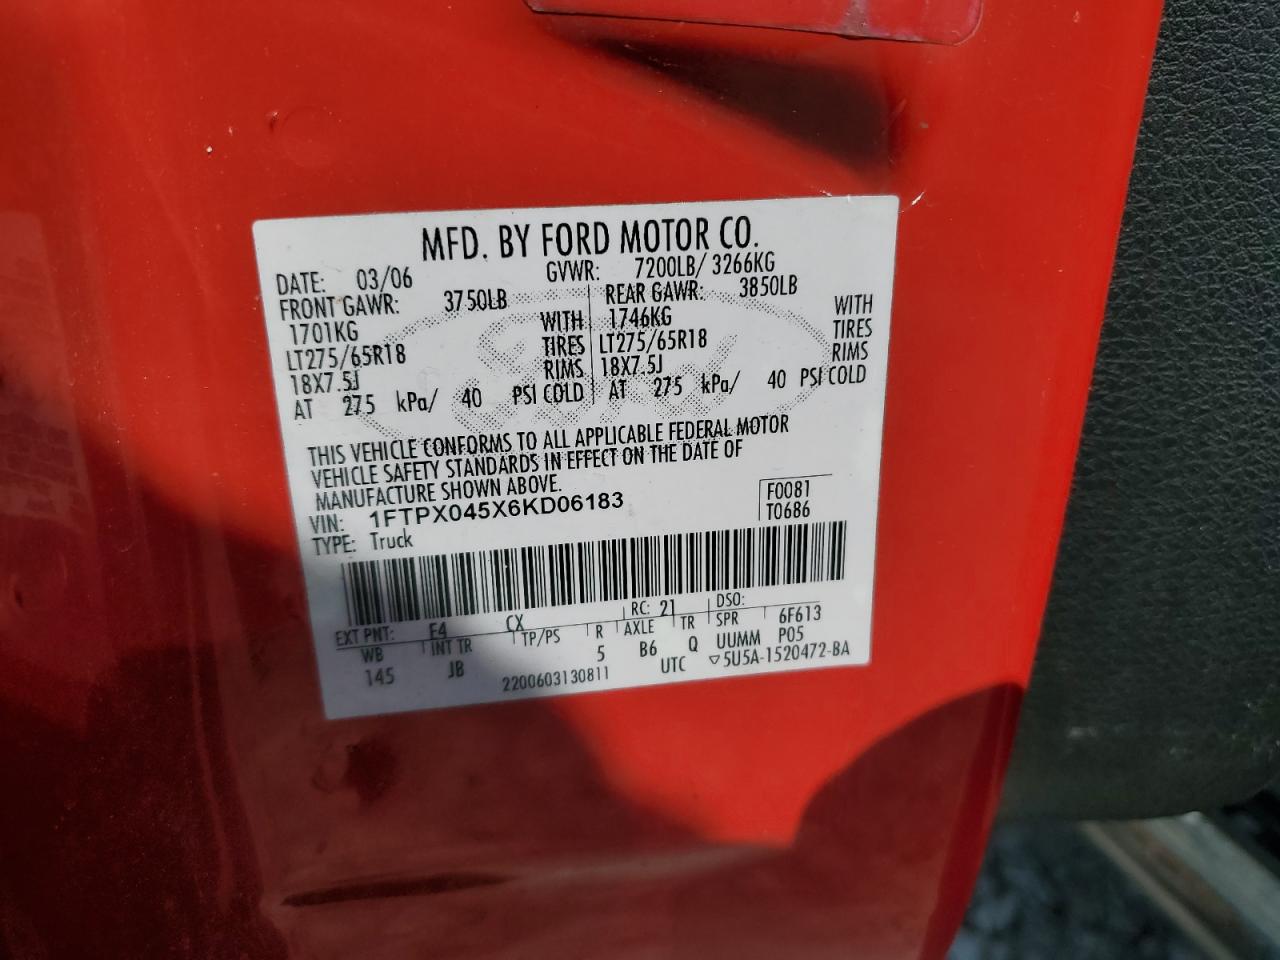 MFD. BY FORD MOTOR CO.
DATE: 03/06 GVWR: 7200LB/ 3266KG
FRONT GAWR: 3750LB REAR GAWR: 3850LB
1701KG WITH 1746KG WITH
LT275/65R18 TIRES LT275/65R18 TIRES
18X7.5J RIMS 18X7.5J RIMS
AT 275 kPa/ 40 PSI COLD AT 275 kPa/ 40 PSI COLD
THIS VEHICLE CONFORMS TO ALL APPLICABLE FEDERAL MOTOR
VEHICLE SAFETY STANDARDS IN EFFECT ON THE DATE OF
MANUFACTURE SHOWN ABOVE.
VIN: 1FTPX045X6KD06183 F0081
TYPE: Truck T0686
EXT PNT: F4 CX RC: 21 DSO:
WB INT TR TP/PS R AXLE TR SPR 6F613
145 JB 5 B6 Q UUMM P05
2200603130811 UTC ▽5U5A-1520472-BA